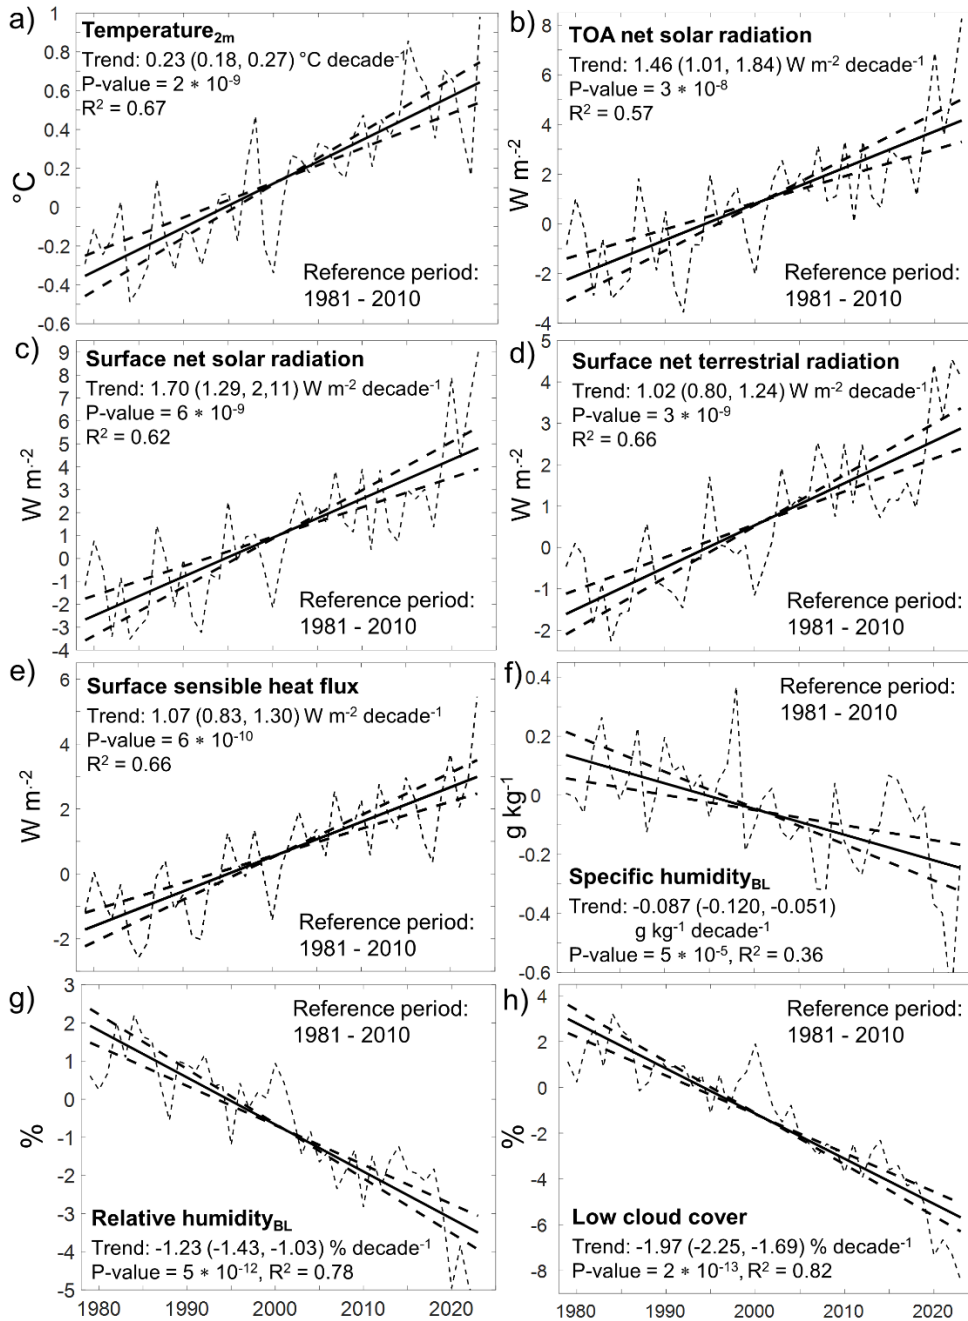 a)
Temperature2m
Trend: 0.23 (0.18, 0.27) °C decade-1
P-value = 2 * 10-9
R2 = 0.67
1
0.8
0.6
0.4
0.2
0
-0.2
-0.4
-0.6
°C
Reference period:
1981 - 2010
b)
TOA net solar radiation
Trend: 1.46 (1.01, 1.84) W m-2 decade-1
P-value = 3 * 10-8
R2 = 0.57
8
6
4
2
0
-2
-4
W m-2
Reference period:
1981 - 2010
c)
Surface net solar radiation
Trend: 1.70 (1.29, 2,11) W m-2 decade-1
P-value = 6 * 10-9
R2 = 0.62
9
8
7
6
5
4
3
2
1
0
-1
-2
-3
-4
W m-2
Reference period:
1981 - 2010
d)
Surface net terrestrial radiation
Trend: 1.02 (0.80, 1.24) W m-2 decade-1
P-value = 3 * 10-9
R2 = 0.66
5
4
3
2
1
0
-1
-2
W m-2
Reference period:
1981 - 2010
e)
Surface sensible heat flux
Trend: 1.07 (0.83, 1.30) W m-2 decade-1
P-value = 6 * 10-10
R2 = 0.66
6
4
2
0
-2
W m-2
Reference period:
1981 - 2010
f)
Reference period:
1981 - 2010
0.4
0.2
0
-0.2
-0.4
-0.6
g kg-1
Specific humidityBL
Trend: -0.087 (-0.120, -0.051)
g kg-1 decade-1
P-value = 5 * 10-5, R2 = 0.36
g)
Reference period:
1981 - 2010
3
2
1
0
-1
-2
-3
-4
-5
%
Relative humidityBL
Trend: -1.23 (-1.43, -1.03) % decade-1
P-value = 5 * 10-12, R2 = 0.78
1980 1990 2000 2010 2020
h)
Reference period:
1981 - 2010
4
2
0
-2
-4
-6
-8
%
Low cloud cover
Trend: -1.97 (-2.25, -1.69) % decade-1
P-value = 2 * 10-13, R2 = 0.82
1980 1990 2000 2010 2020